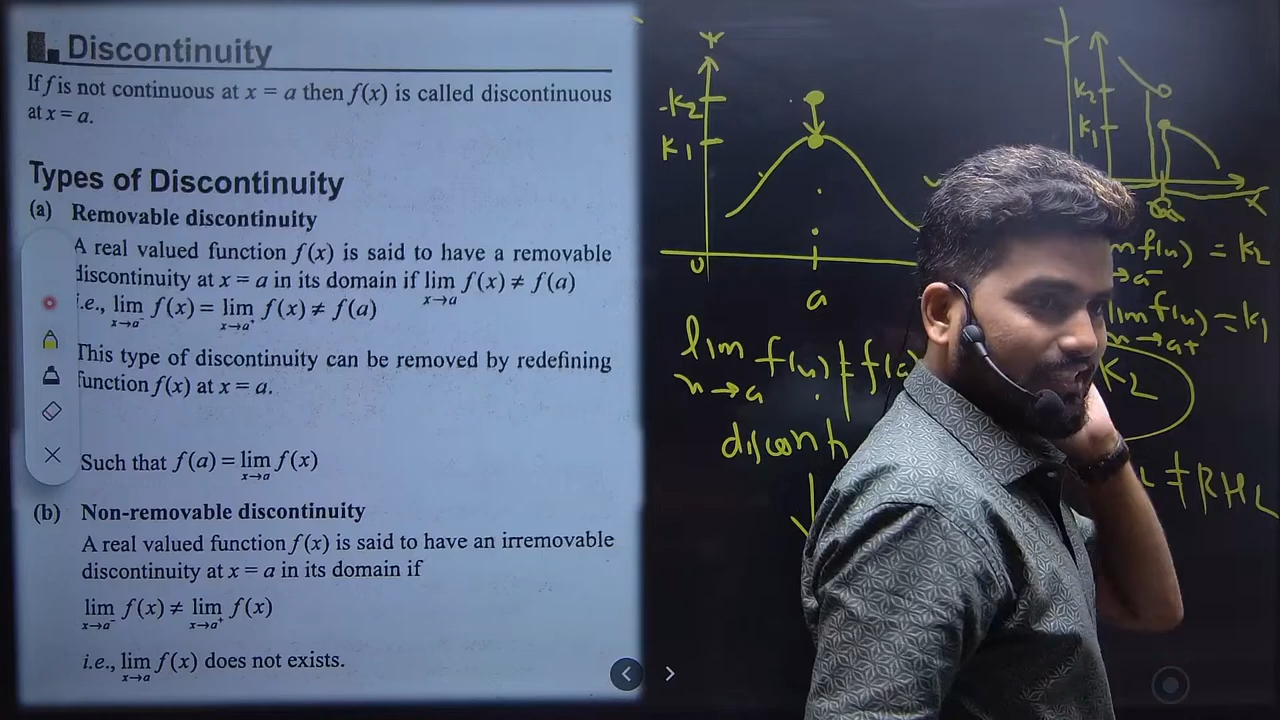 Discontinuity
If f is not continuous at x = a then f(x) is called discontinuous
at x = a.
Types of Discontinuity
(a) Removable discontinuity
A real valued function f(x) is said to have a removable
discontinuity at x = a in its domain if lim x→a f(x) ≠ f(a)
i.e., lim x→a⁻ f(x) = lim x→a⁺ f(x) ≠ f(a)
This type of discontinuity can be removed by redefining
function f(x) at x = a.
Such that f(a) = lim x→a f(x)
(b) Non-removable discontinuity
A real valued function f(x) is said to have an irremovable
discontinuity at x = a in its domain if
lim x→a⁻ f(x) ≠ lim x→a⁺ f(x)
i.e., lim x→a f(x) does not exists.
Y
K2
K1
a
lim n→a f(n) ≠ f(a
disconti
Y
K2
K1
X
m f(n) = K2
→a⁻
lim f(n) = K1
n→a+
K2
L ≠ RHL